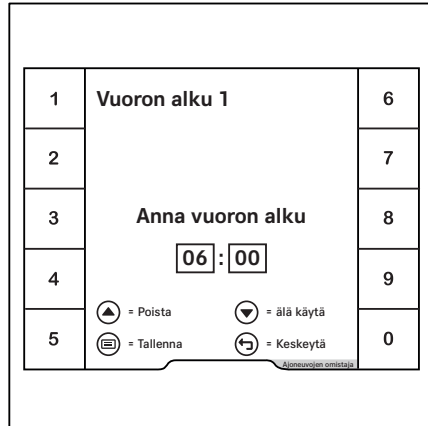 1
Vuoron alku 1
6
2
7
3
Anna vuoron alku
8
06 : 00
4
9
= Poista
= älä käytä
5
= Tallenna
= Keskeytä
0
Ajoneuvojen omistaja